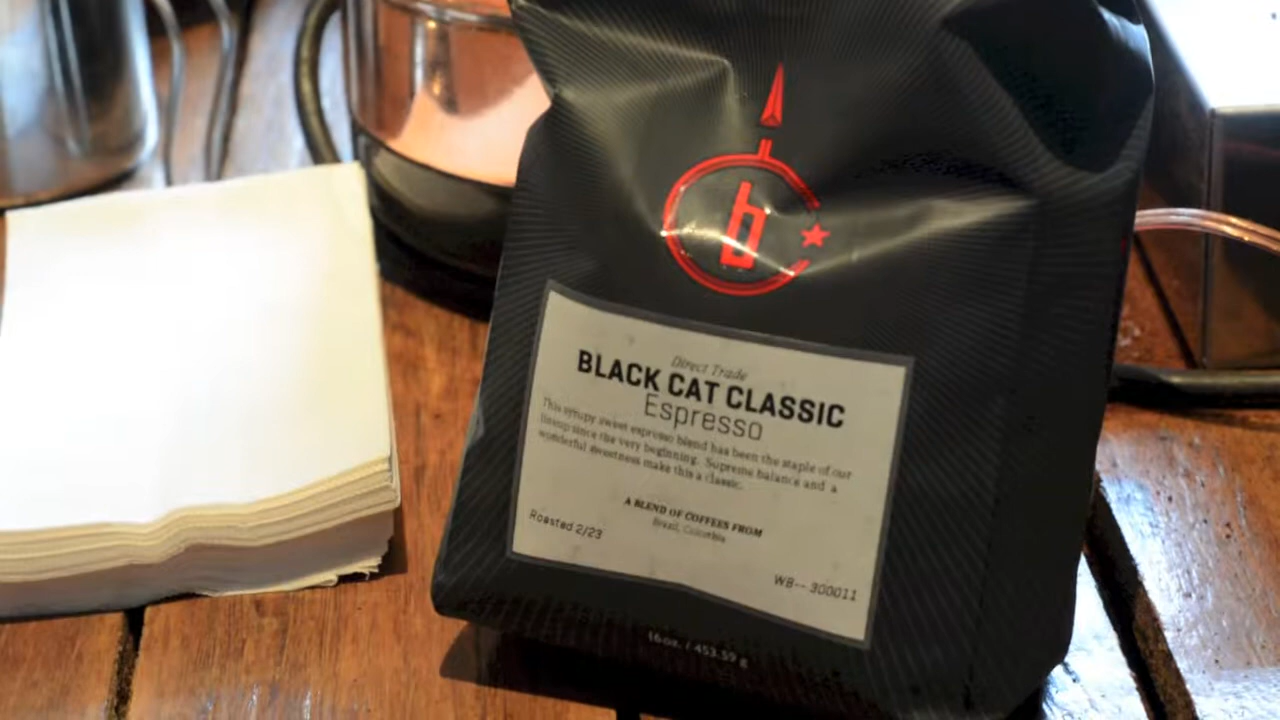 b
Direct Trade
BLACK CAT CLASSIC
Espresso
This syrupy sweet espresso blend has been the staple of our
lineup since the very beginning. Supreme balance and a
wonderful sweetness make this a classic.
A BLEND OF COFFEES FROM
Brazil, Colombia
Roasted 2/23
WB-- 300011
16oz. / 453.59 g